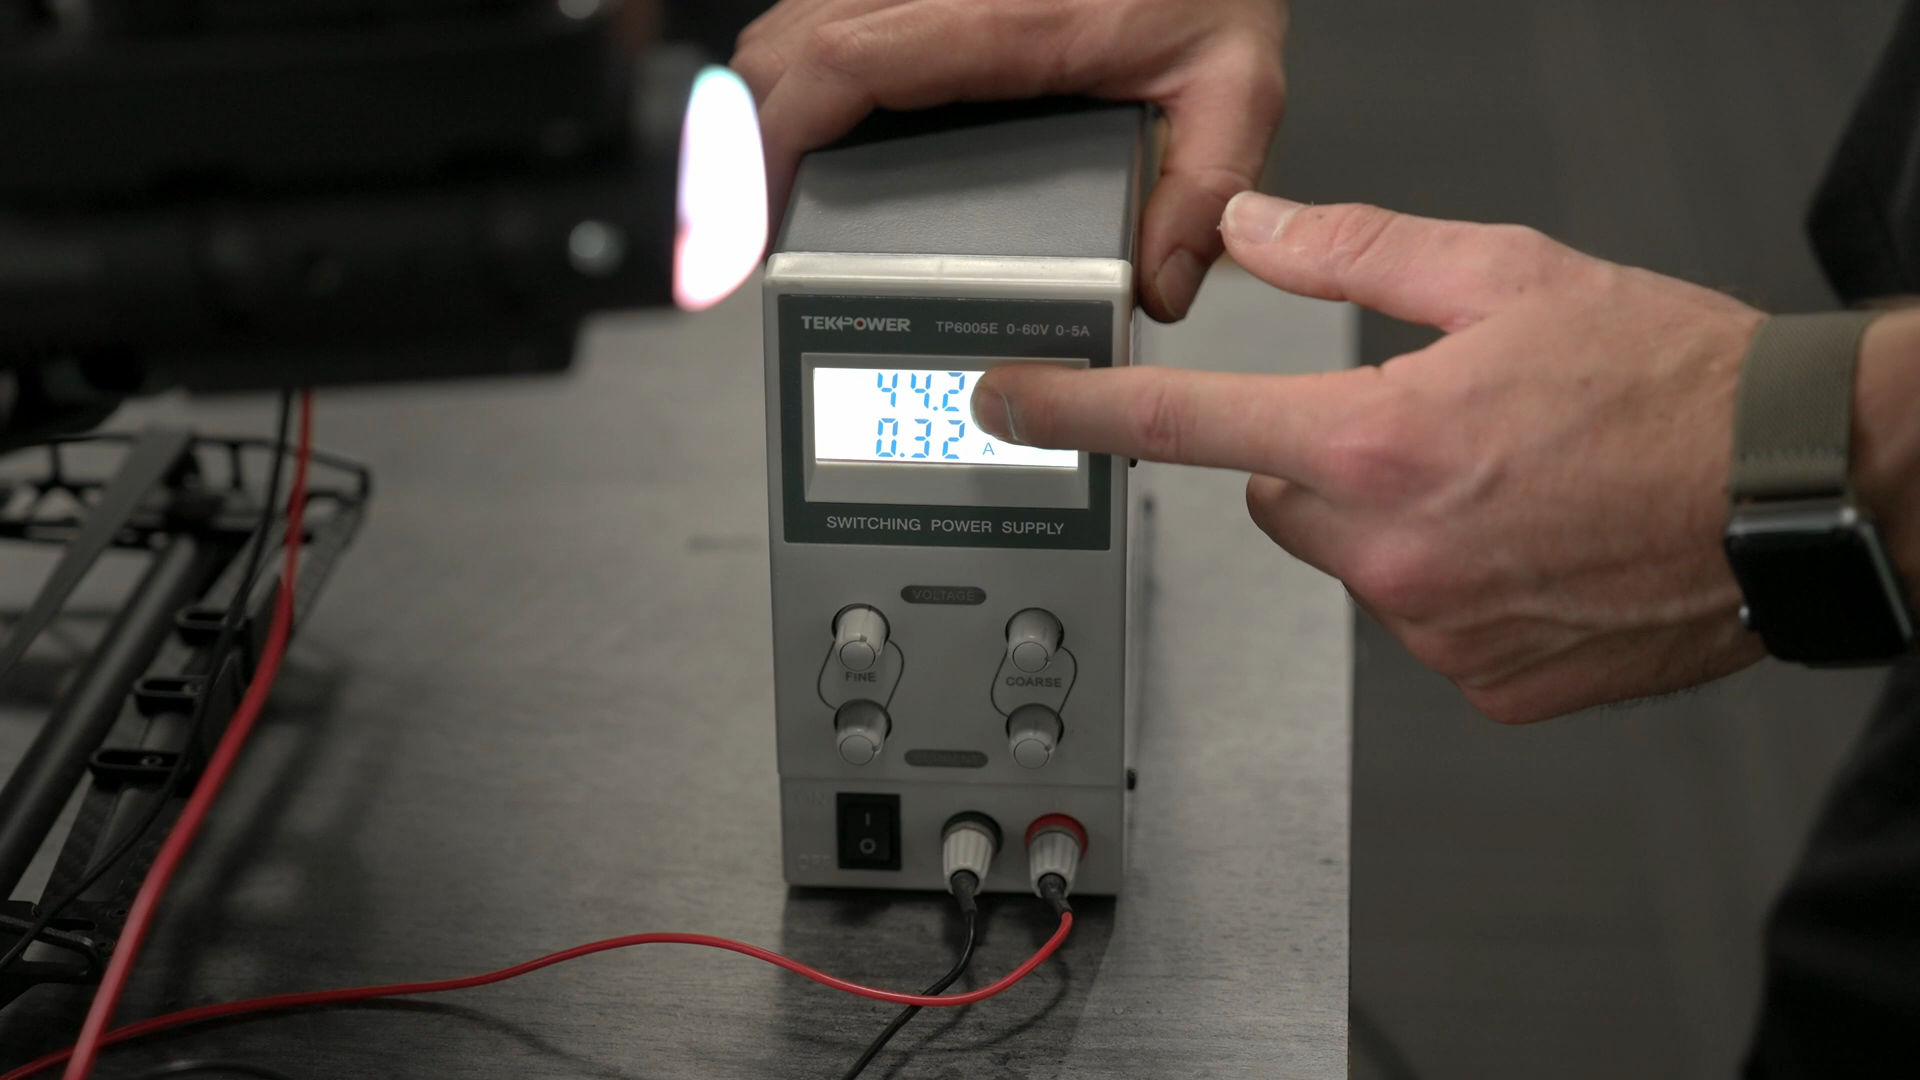 TEKPOWER TP6005E 0-60V 0-5A
44.2
0.32 A
SWITCHING POWER SUPPLY
VOLTAGE
FINE COARSE
I
O